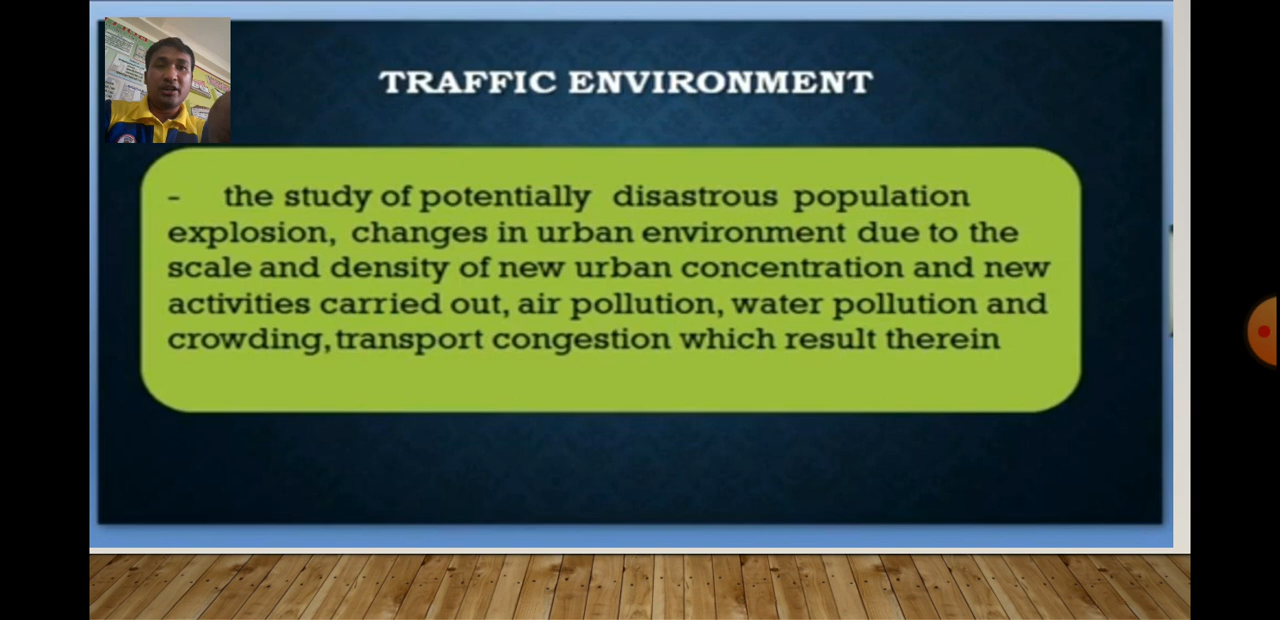 TRAFFIC ENVIRONMENT
- the study of potentially disastrous population
explosion, changes in urban environment due to the
scale and density of new urban concentration and new
activities carried out, air pollution, water pollution and
crowding, transport congestion which result therein